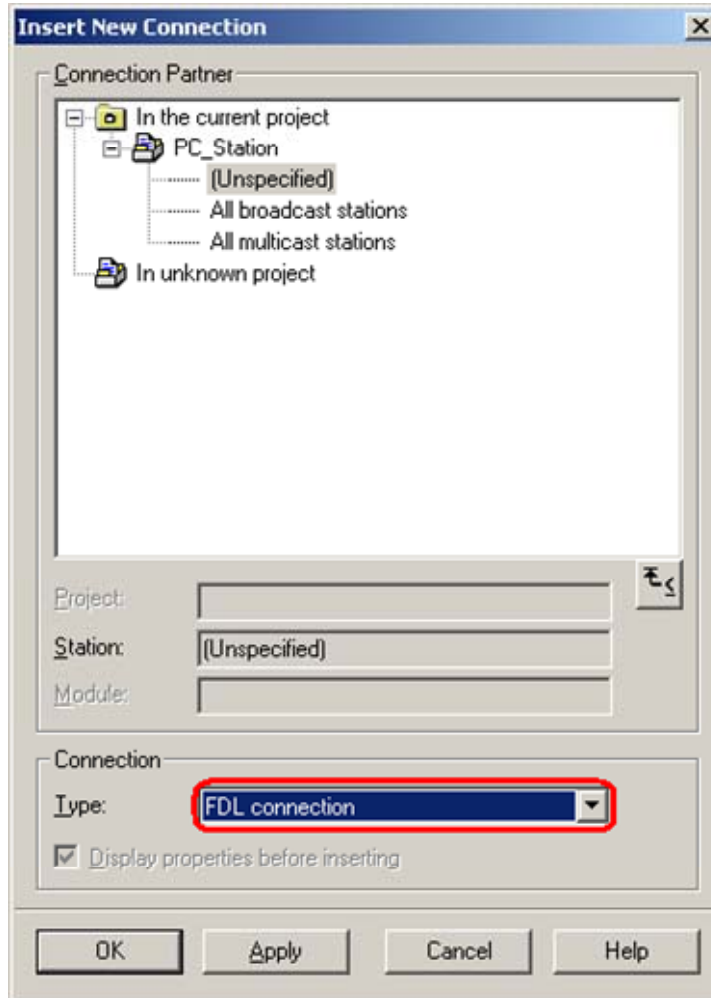 Insert New Connection
Connection Partner
In the current project
PC_Station
(Unspecified)
All broadcast stations
All multicast stations
In unknown project
Project:
Station: (Unspecified)
Module:
Connection
Type: FDL connection
Display properties before inserting
OK Apply Cancel Help